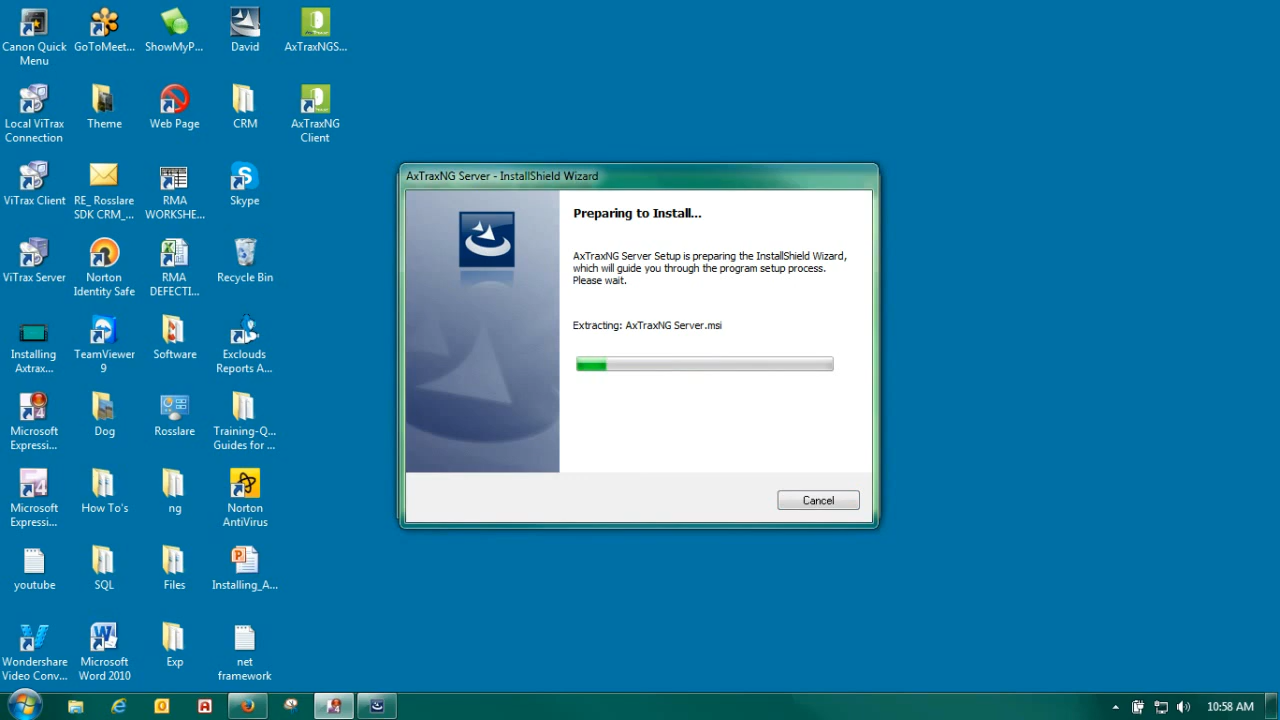 Canon Quick
Menu
GoToMeet...
ShowMyP...
David
AxTraxNGS...
Local ViTrax
Connection
Theme
Web Page
CRM
AxTraxNG
Client
ViTrax Client
RE_ Rosslare
SDK CRM_...
RMA
WORKSHE...
Skype
ViTrax Server
Norton
Identity Safe
RMA
DEFECTI...
Recycle Bin
Installing
Axtrax...
TeamViewer
9
Software
Exclouds
Reports A...
Microsoft
Expressi...
Dog
Rosslare
Training-Q...
Guides for ...
Microsoft
Expressi...
How To's
ng
Norton
AntiVirus
youtube
SQL
Files
Installing_A...
Wondershare
Video Conv...
Microsoft
Word 2010
Exp
net
framework
AxTraxNG Server - InstallShield Wizard
Preparing to Install...
AxTraxNG Server Setup is preparing the InstallShield Wizard,
which will guide you through the program setup process.
Please wait.
Extracting: AxTraxNG Server.msi
Cancel
10:58 AM